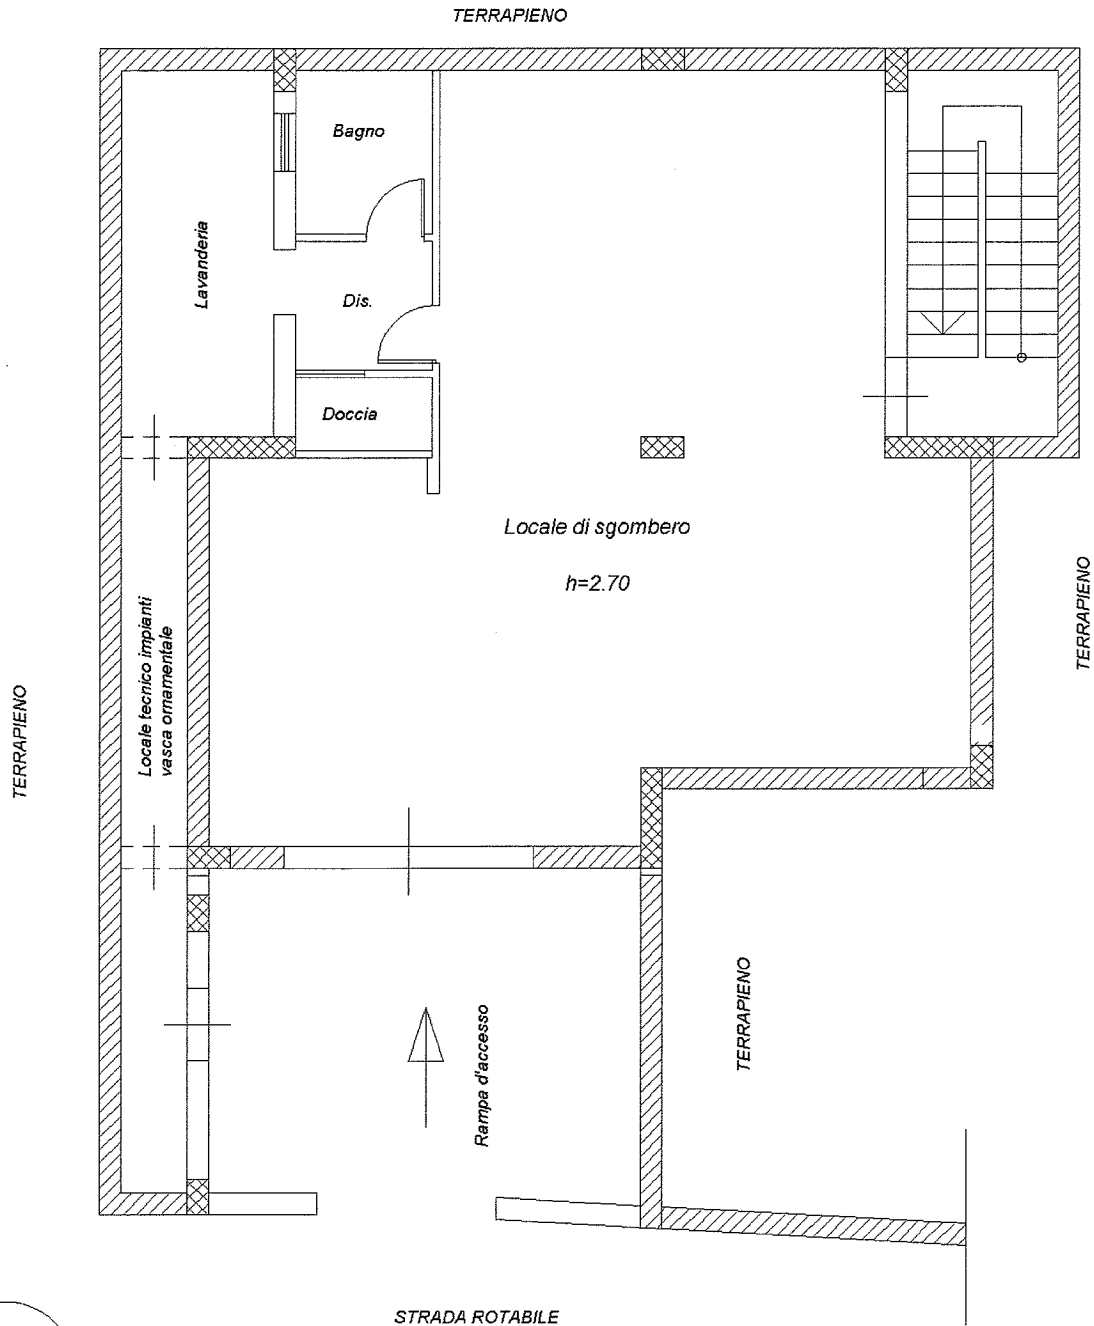 TERRAPIENO
Bagno
Lavanderia
Dis.
Doccia
Locale di sgombero
h=2.70
TERRAPIENO
Locale tecnico impianti
vasca ornamentale
TERRAPIENO
TERRAPIENO
Rampa d'accesso
STRADA ROTABILE